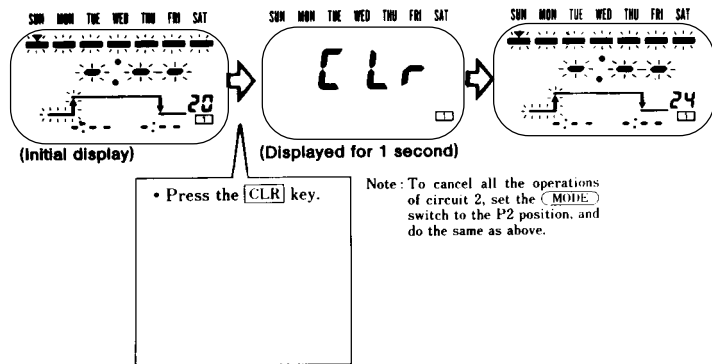 SUN MON TUE WED THU FRI SAT
20
1
(Initial display)
SUN MON TUE WED THU FRI SAT
CLr
1
(Displayed for 1 second)
SUN MON TUE WED THU FRI SAT
24
1
• Press the CLR key.
Note : To cancel all the operations
of circuit 2, set the MODE
switch to the P2 position, and
do the same as above.